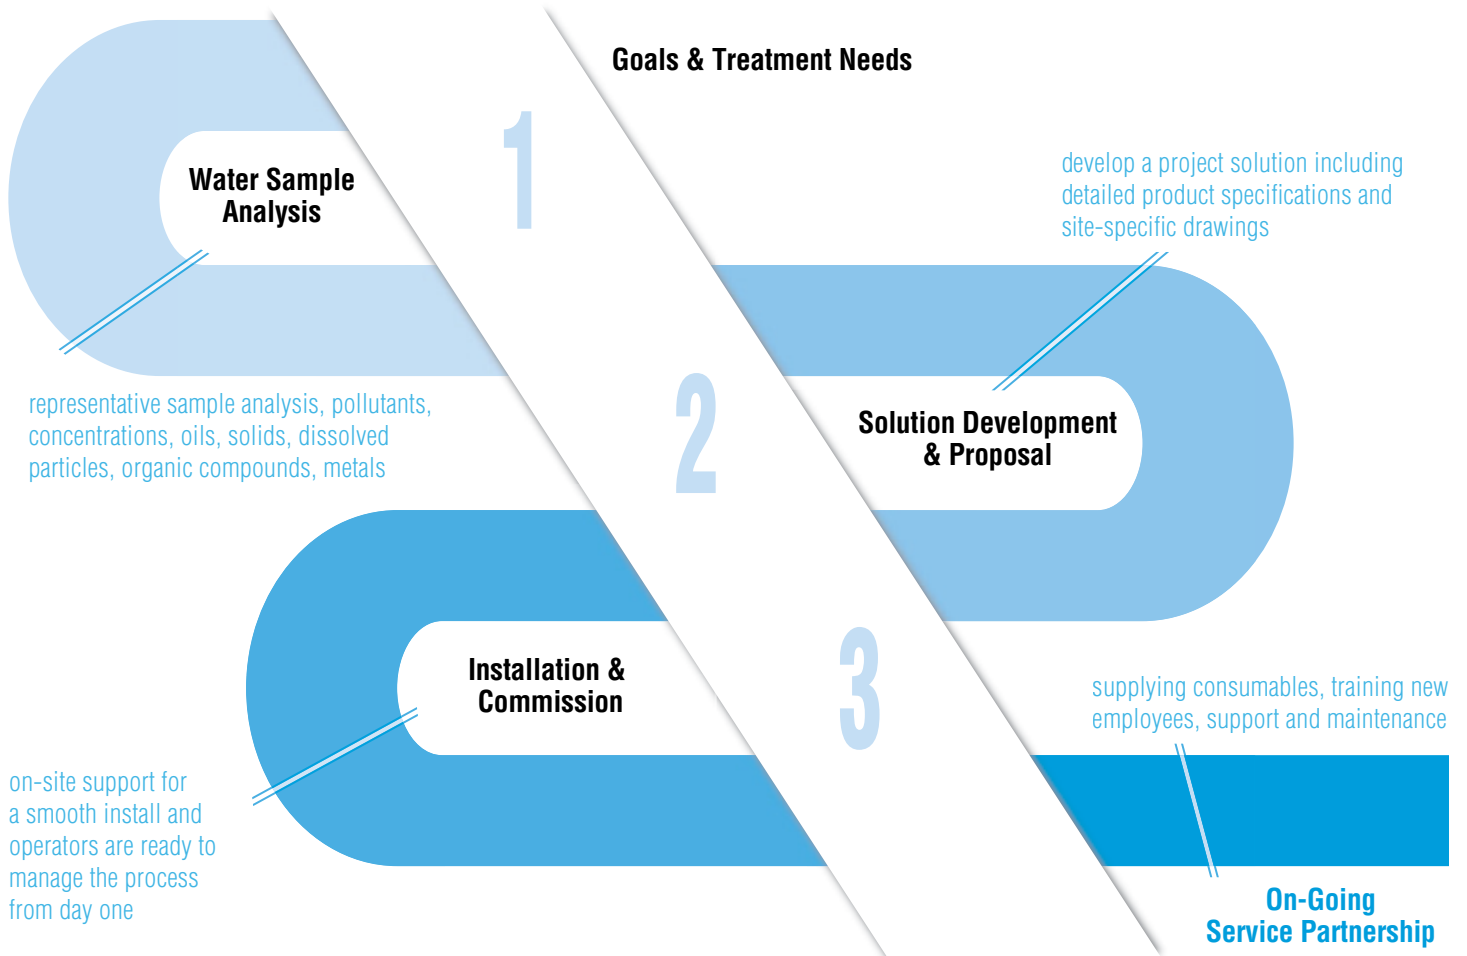 Goals & Treatment Needs
1
Water Sample
Analysis
representative sample analysis, pollutants,
concentrations, oils, solids, dissolved
particles, organic compounds, metals
develop a project solution including
detailed product specifications and
site-specific drawings
2
Solution Development
& Proposal
Installation &
Commission
on-site support for
a smooth install and
operators are ready to
manage the process
from day one
3
supplying consumables, training new
employees, support and maintenance
On-Going
Service Partnership